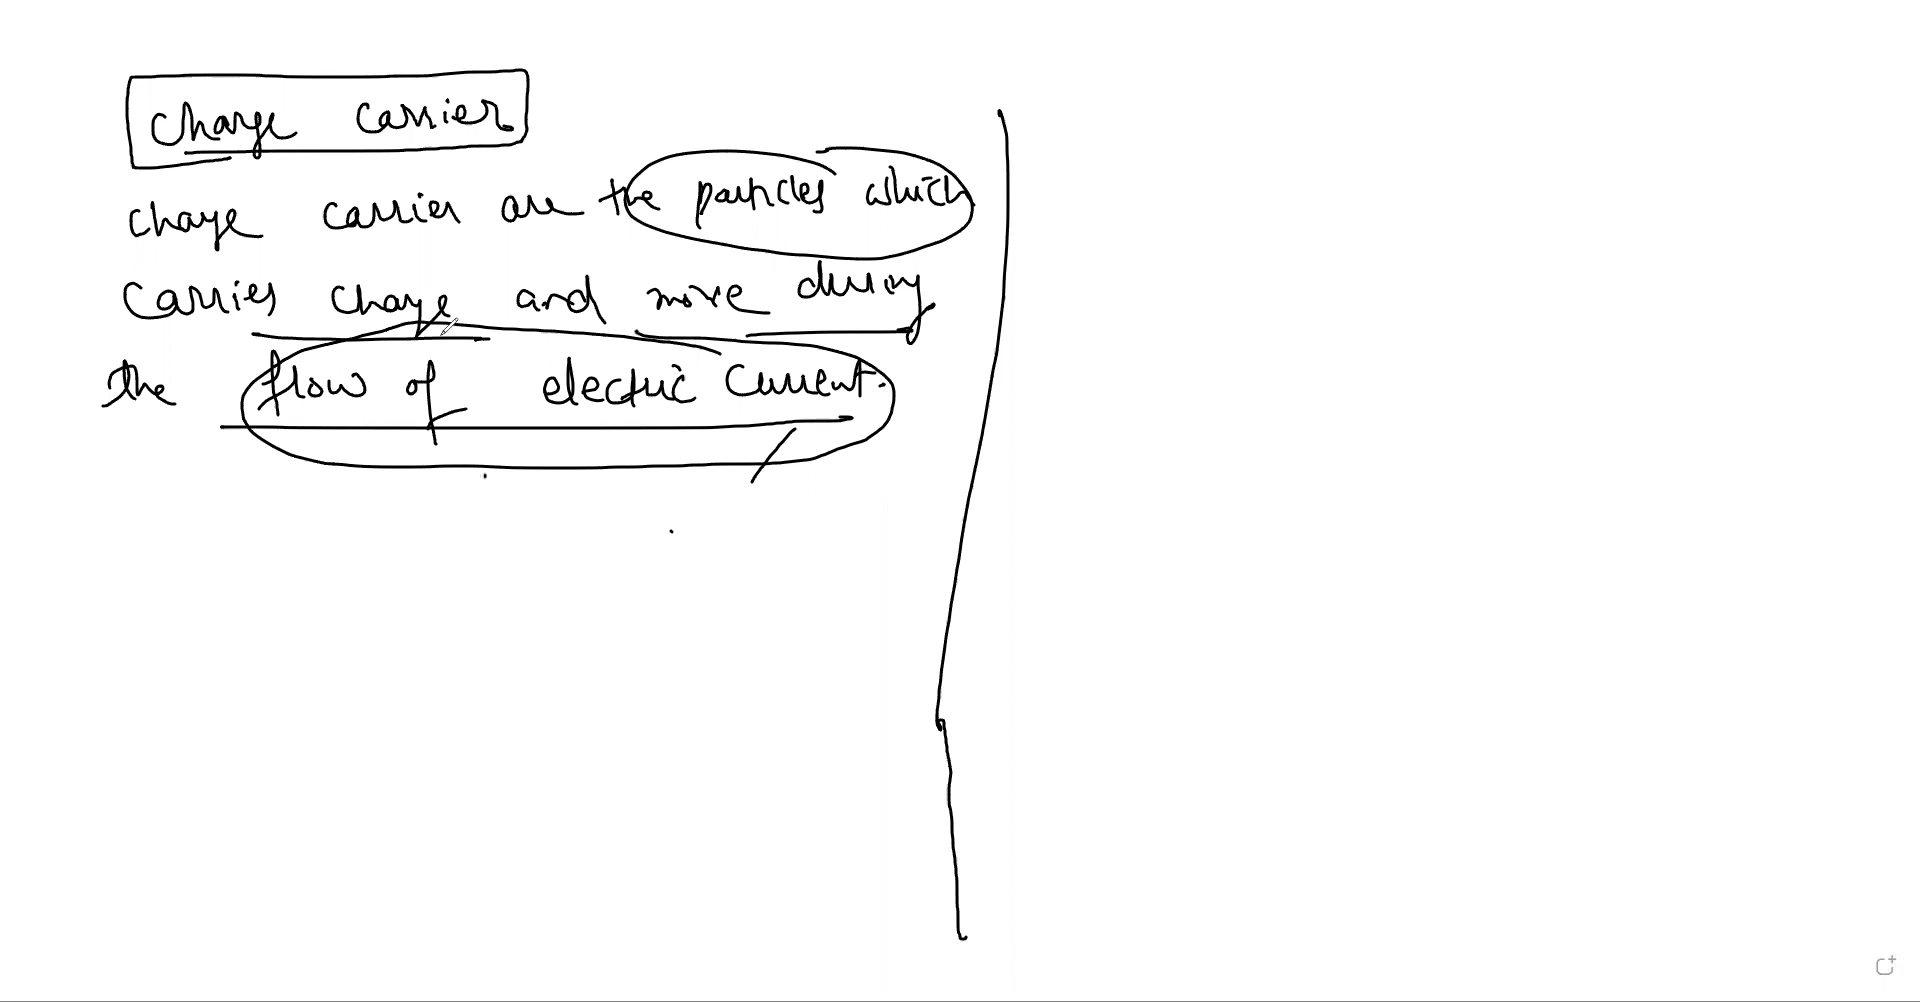 Charge Carrier
charge carrier are the particles which
Carries charge and move during
the flow of electric Current.